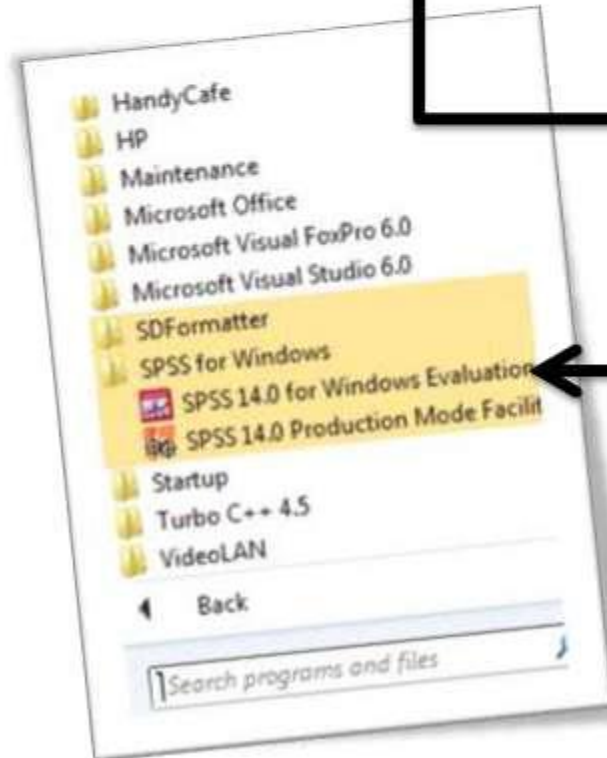 HandyCafe
HP
Maintenance
Microsoft Office
Microsoft Visual FoxPro 6.0
Microsoft Visual Studio 6.0
SDFormatter
SPSS for Windows
SPSS 14.0 for Windows Evaluation
SPSS 14.0 Production Mode Facilit
Startup
Turbo C++ 4.5
VideoLAN
Back
Search programs and files